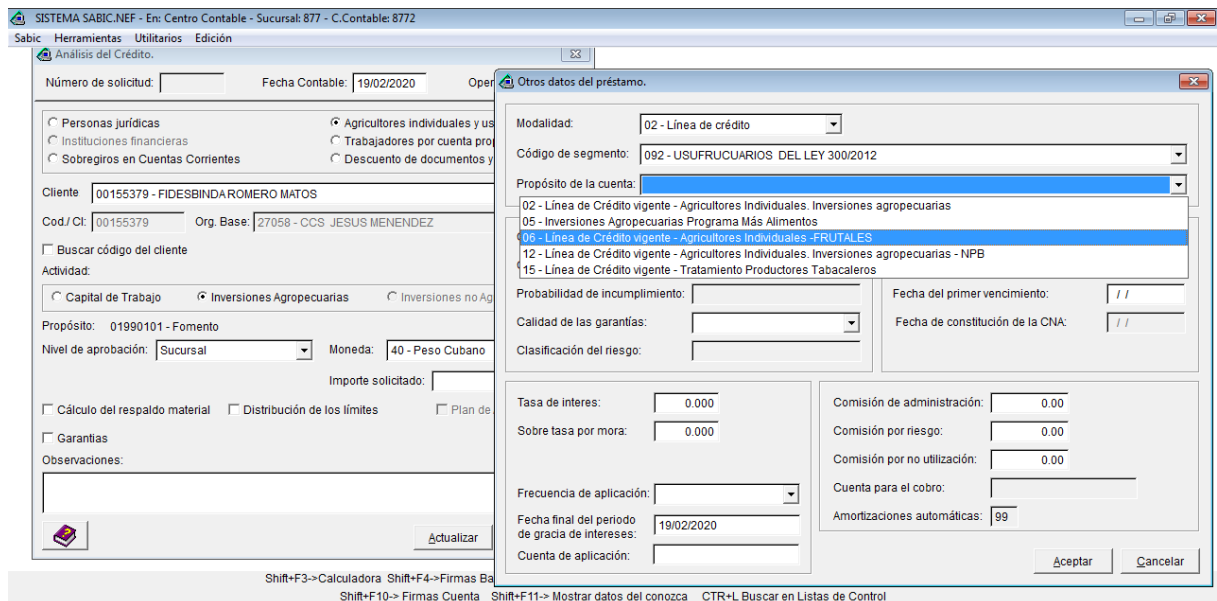 SISTEMA SABIC.NEF - En: Centro Contable - Sucursal: 877 - C.Contable: 8772
Sabic Herramientas Utilitarios Edición
Análisis del Crédito.
Número de solicitud: Fecha Contable: 19/02/2020 Oper
Personas jurídicas Agricultores individuales y us
Instituciones financieras Trabajadores por cuenta prop
Sobregiros en Cuentas Corrientes Descuento de documentos y
Cliente 00155379 - FIDESBINDA ROMERO MATOS
Cod./ CI: 00155379 Org. Base: 27058 - CCS JESUS MENENDEZ
Buscar código del cliente
Actividad:
Capital de Trabajo Inversiones Agropecuarias Inversiones no Ag
Propósito: 01990101 - Fomento
Nivel de aprobación: Sucursal Moneda: 40 - Peso Cubano
Importe solicitado:
Cálculo del respaldo material Distribución de los límites Plan de
Garantias
Observaciones:
Actualizar
Otros datos del préstamo.
Modalidad: 02 - Línea de crédito
Código de segmento: 092 - USUFRUCUARIOS DEL LEY 300/2012
Propósito de la cuenta:
02 - Línea de Crédito vigente - Agricultores Individuales. Inversiones agropecuarias
05 - Inversiones Agropecuarias Programa Más Alimentos
06 - Línea de Crédito vigente - Agricultores Individuales -FRUTALES
12 - Línea de Crédito vigente - Agricultores Individuales. Inversiones agropecuarias - NPB
15 - Línea de Crédito vigente - Tratamiento Productores Tabacaleros
Probabilidad de incumplimiento: Fecha del primer vencimiento: / /
Calidad de las garantías: Fecha de constitución de la CNA: / /
Clasificación del riesgo:
Tasa de interes: 0.000 Comisión de administración: 0.00
Sobre tasa por mora: 0.000 Comisión por riesgo: 0.00
Comisión por no utilización: 0.00
Frecuencia de aplicación: Cuenta para el cobro:
Fecha final del periodo de gracia de intereses: 19/02/2020 Amortizaciones automáticas: 99
Cuenta de aplicación:
Aceptar Cancelar
Shift+F3->Calculadora Shift+F4->Firmas Ba
Shift+F10-> Firmas Cuenta Shift+F11-> Mostrar datos del conozca CTR+L Buscar en Listas de Control